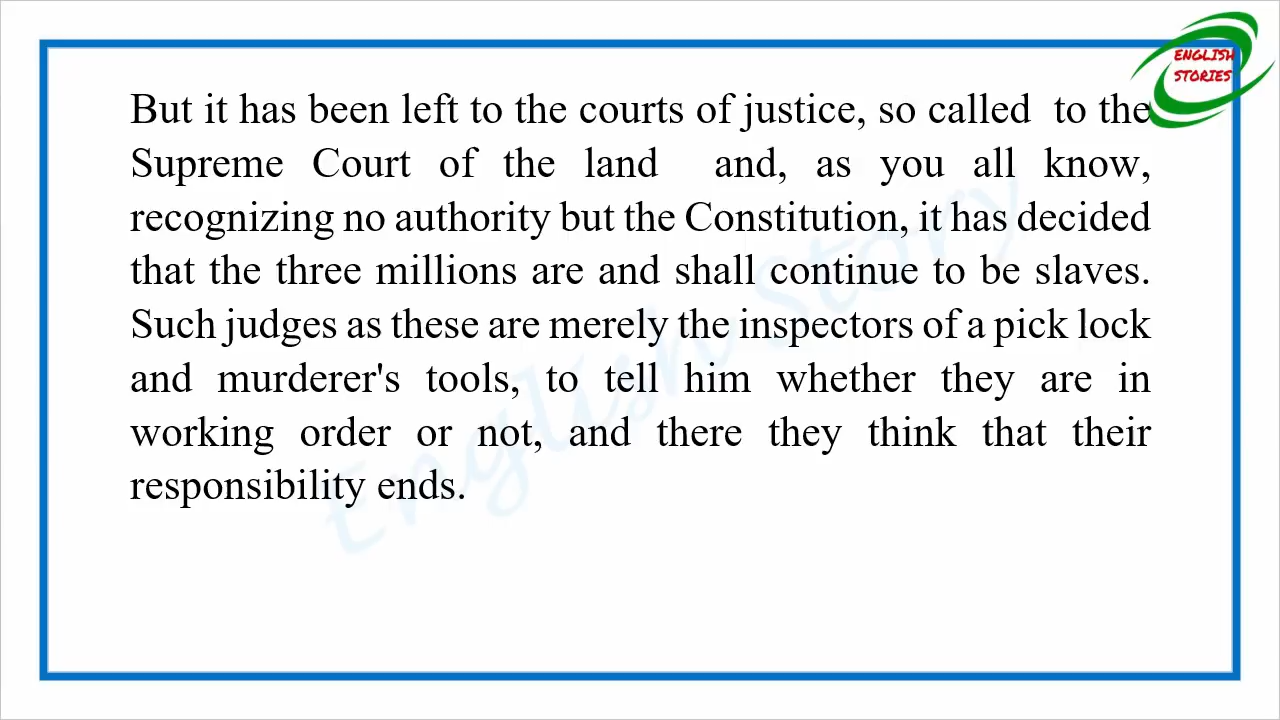 ENGLISH
STORIES
But it has been left to the courts of justice, so called  to the
Supreme Court of the land  and, as you all know,
recognizing no authority but the Constitution, it has decided
that the three millions are and shall continue to be slaves.
Such judges as these are merely the inspectors of a pick lock
and murderer's tools, to tell him whether they are in
working order or not, and there they think that their
responsibility ends.
English Story